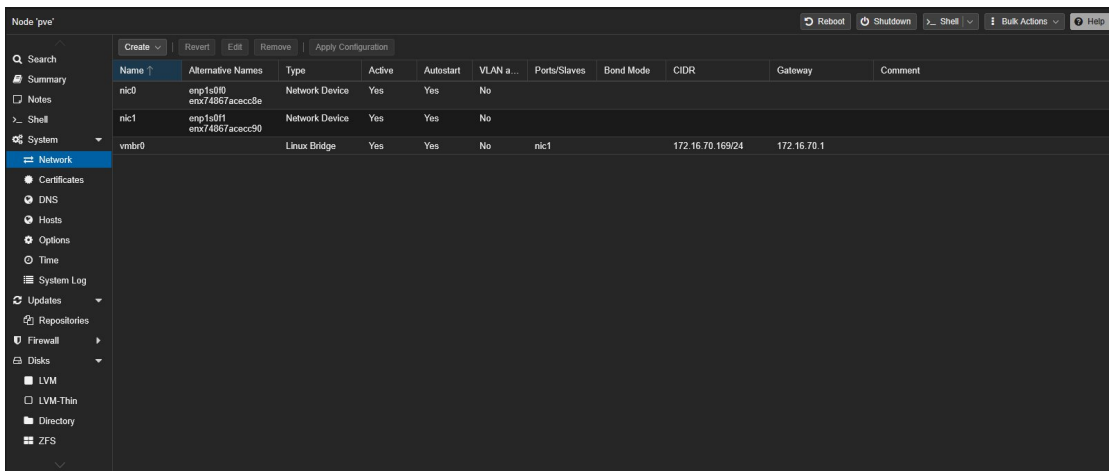 Node 'pve'
Reboot Shutdown Shell Bulk Actions Help
Search
Summary
Notes
Shell
System
Network
Certificates
DNS
Hosts
Options
Time
System Log
Updates
Repositories
Firewall
Disks
LVM
LVM-Thin
Directory
ZFS
Create Revert Edit Remove Apply Configuration
Name ↑ Alternative Names Type Active Autostart VLAN a... Ports/Slaves Bond Mode CIDR Gateway Comment
nic0 enp1s0f0 Network Device Yes Yes No
enx74867acecc8e
nic1 enp1s0f1 Network Device Yes Yes No
enx74867acecc90
vmbr0 Linux Bridge Yes Yes No nic1 172.16.70.169/24 172.16.70.1